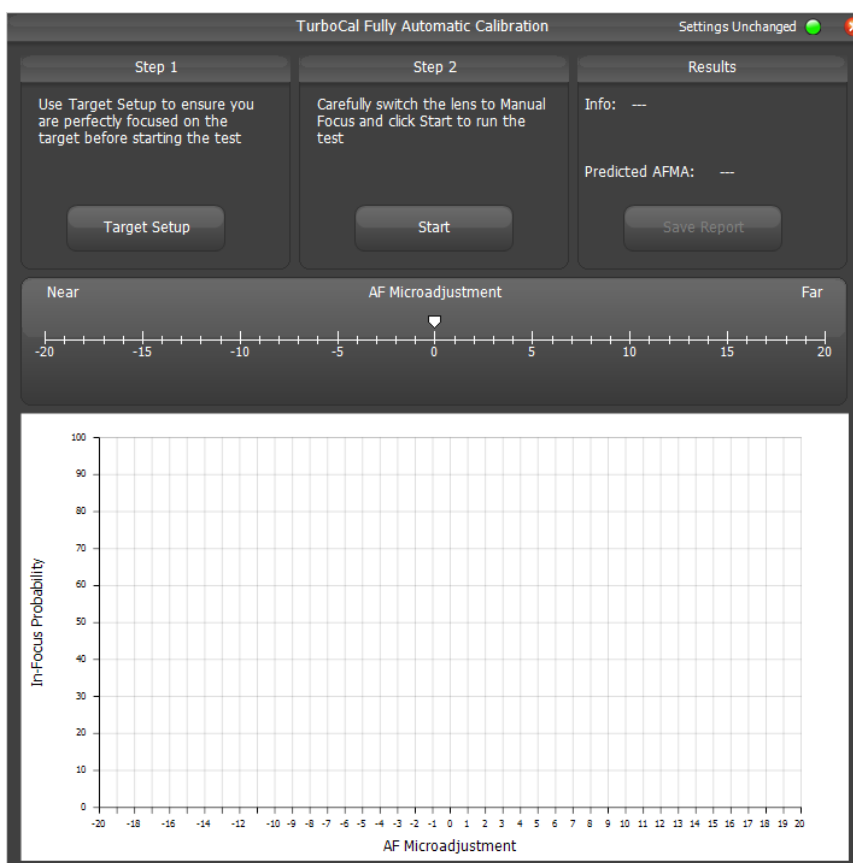 TurboCal Fully Automatic Calibration
Settings Unchanged
Step 1
Use Target Setup to ensure you
are perfectly focused on the
target before starting the test
Target Setup
Step 2
Carefully switch the lens to Manual
Focus and click Start to run the
test
Start
Results
Info: ---
Predicted AFMA: ---
Save Report
Near AF Microadjustment Far
-20 -15 -10 -5 0 5 10 15 20
In-Focus Probability
100
90
80
70
60
50
40
30
20
10
0
-20 -18 -16 -14 -12 -10 -9 -8 -7 -6 -5 -4 -3 -2 -1 0 1 2 3 4 5 6 7 8 9 10 11 12 13 14 15 16 17 18 19 20
AF Microadjustment